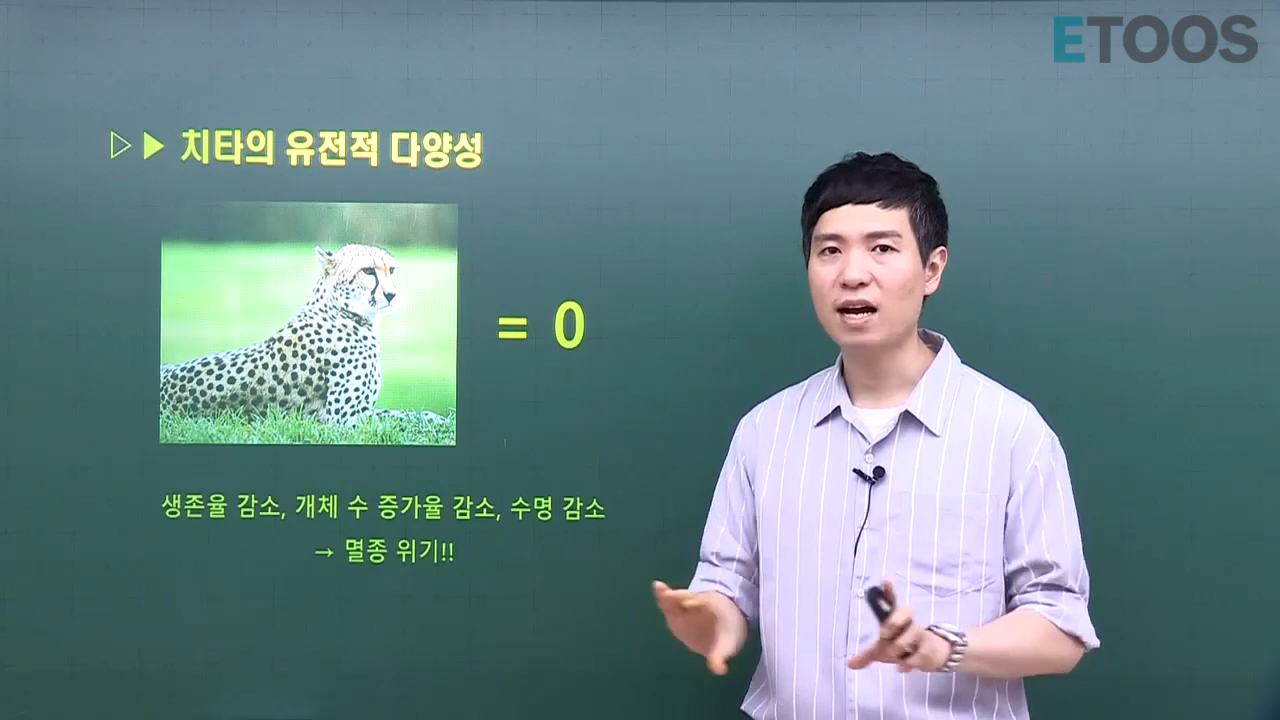 ETOOS
▷▶ 치타의 유전적 다양성
= 0
생존율 감소, 개체 수 증가율 감소, 수명 감소
→ 멸종 위기!!